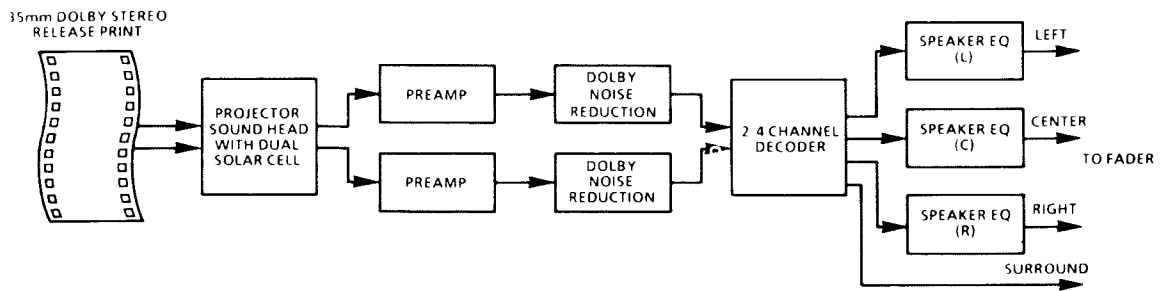 35mm DOLBY STEREO
RELEASE PRINT
PROJECTOR
SOUND HEAD
WITH DUAL
SOLAR CELL
PREAMP
DOLBY
NOISE
REDUCTION
PREAMP
DOLBY
NOISE
REDUCTION
2-4 CHANNEL
DECODER
SPEAKER EQ
(L)
LEFT
SPEAKER EQ
(C)
CENTER
TO FADER
SPEAKER EQ
(R)
RIGHT
SURROUND